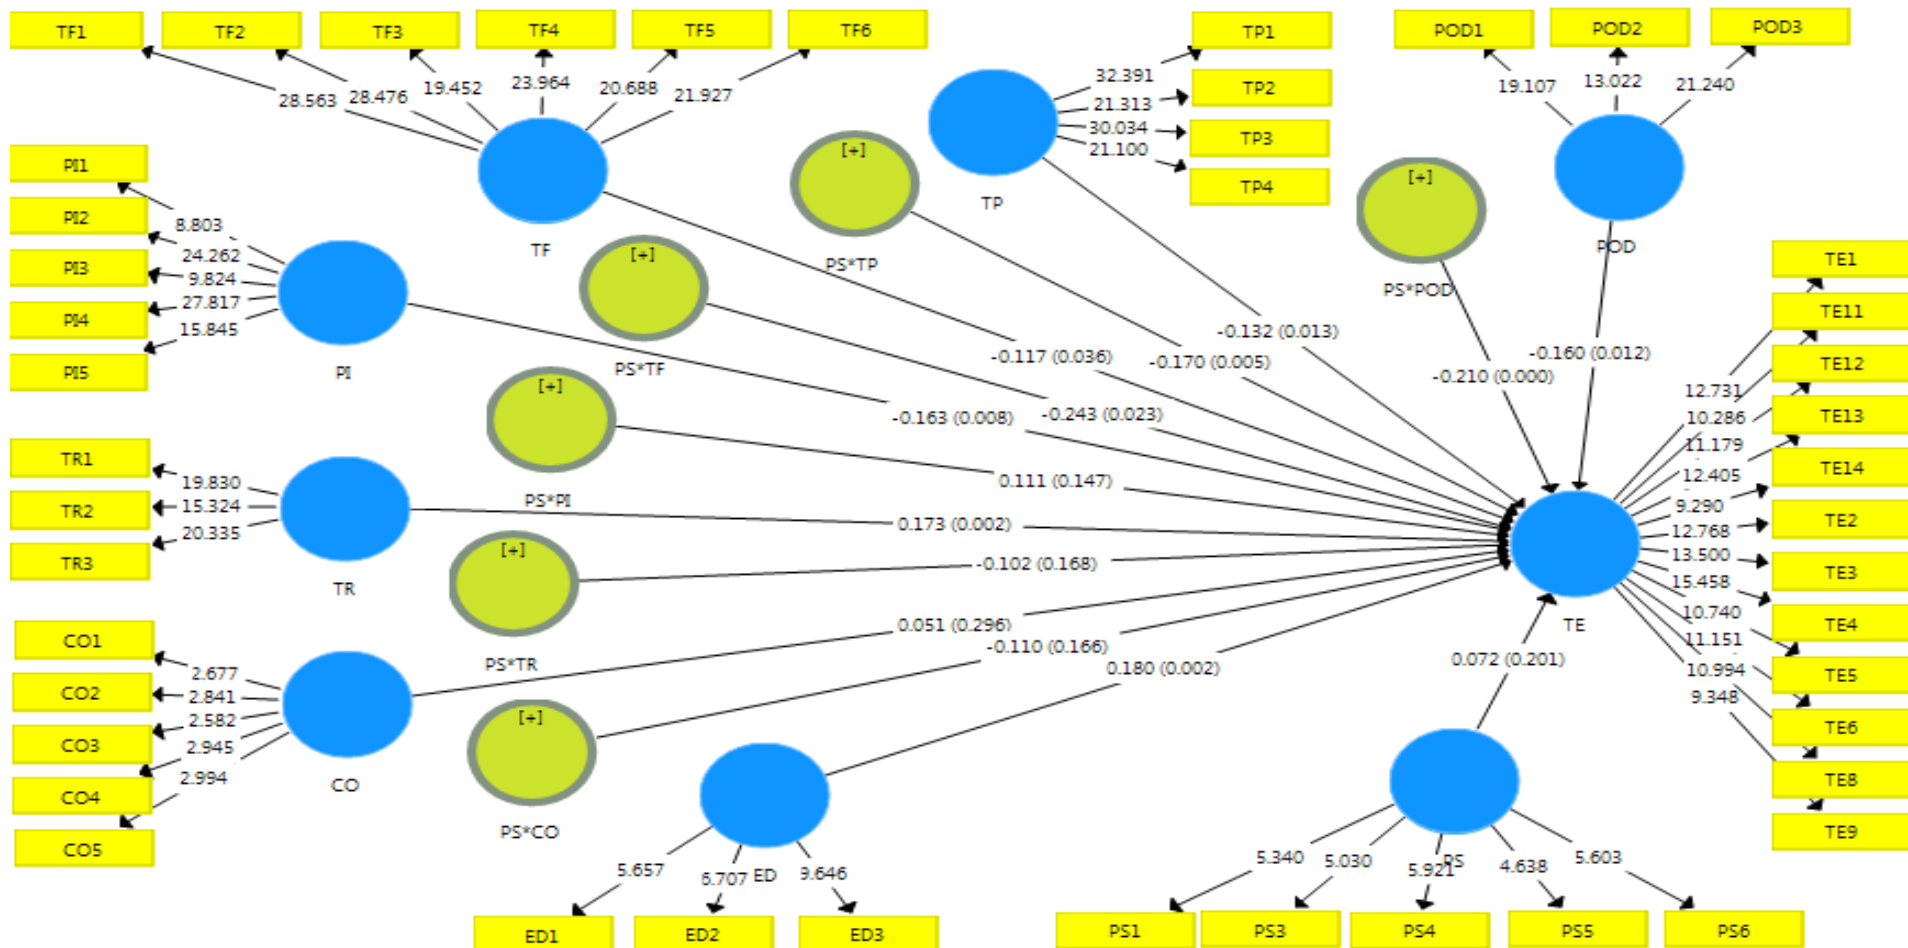 TF1
TF2
TF3
TF4
TF5
TF6
TP1
POD1
POD2
POD3
28.563
28.476
19.452
23.964
20.688
21.927
32.391
21.313
30.034
21.100
TP2
TP3
TP4
19.107
13.022
21.240
[+]
PS*TP
TP
[+]
PS*POD
POD
TF
[+]
PS*TF
PI1
PI2
PI3
PI4
PI5
8.803
24.262
9.824
27.817
15.845
PI
[+]
PS*PI
-0.132 (0.013)
-0.117 (0.036)
-0.170 (0.005)
-0.160 (0.012)
-0.210 (0.000)
-0.163 (0.008)
-0.243 (0.023)
0.111 (0.147)
0.173 (0.002)
-0.102 (0.168)
0.051 (0.296)
-0.110 (0.166)
0.180 (0.002)
0.072 (0.201)
TR1
TR2
TR3
19.830
15.324
20.335
TR
[+]
PS*TR
CO1
CO2
CO3
CO4
CO5
2.677
2.841
2.582
2.945
2.994
CO
[+]
PS*CO
TE
TE1
TE11
TE12
TE13
TE14
TE2
TE3
TE4
TE5
TE6
TE8
TE9
12.731
10.286
11.179
12.405
9.290
12.768
13.500
15.458
10.740
11.151
10.994
9.348
5.657
6.707
ED
9.646
ED1
ED2
ED3
PS
5.340
5.030
5.921
4.638
5.603
PS1
PS3
PS4
PS5
PS6